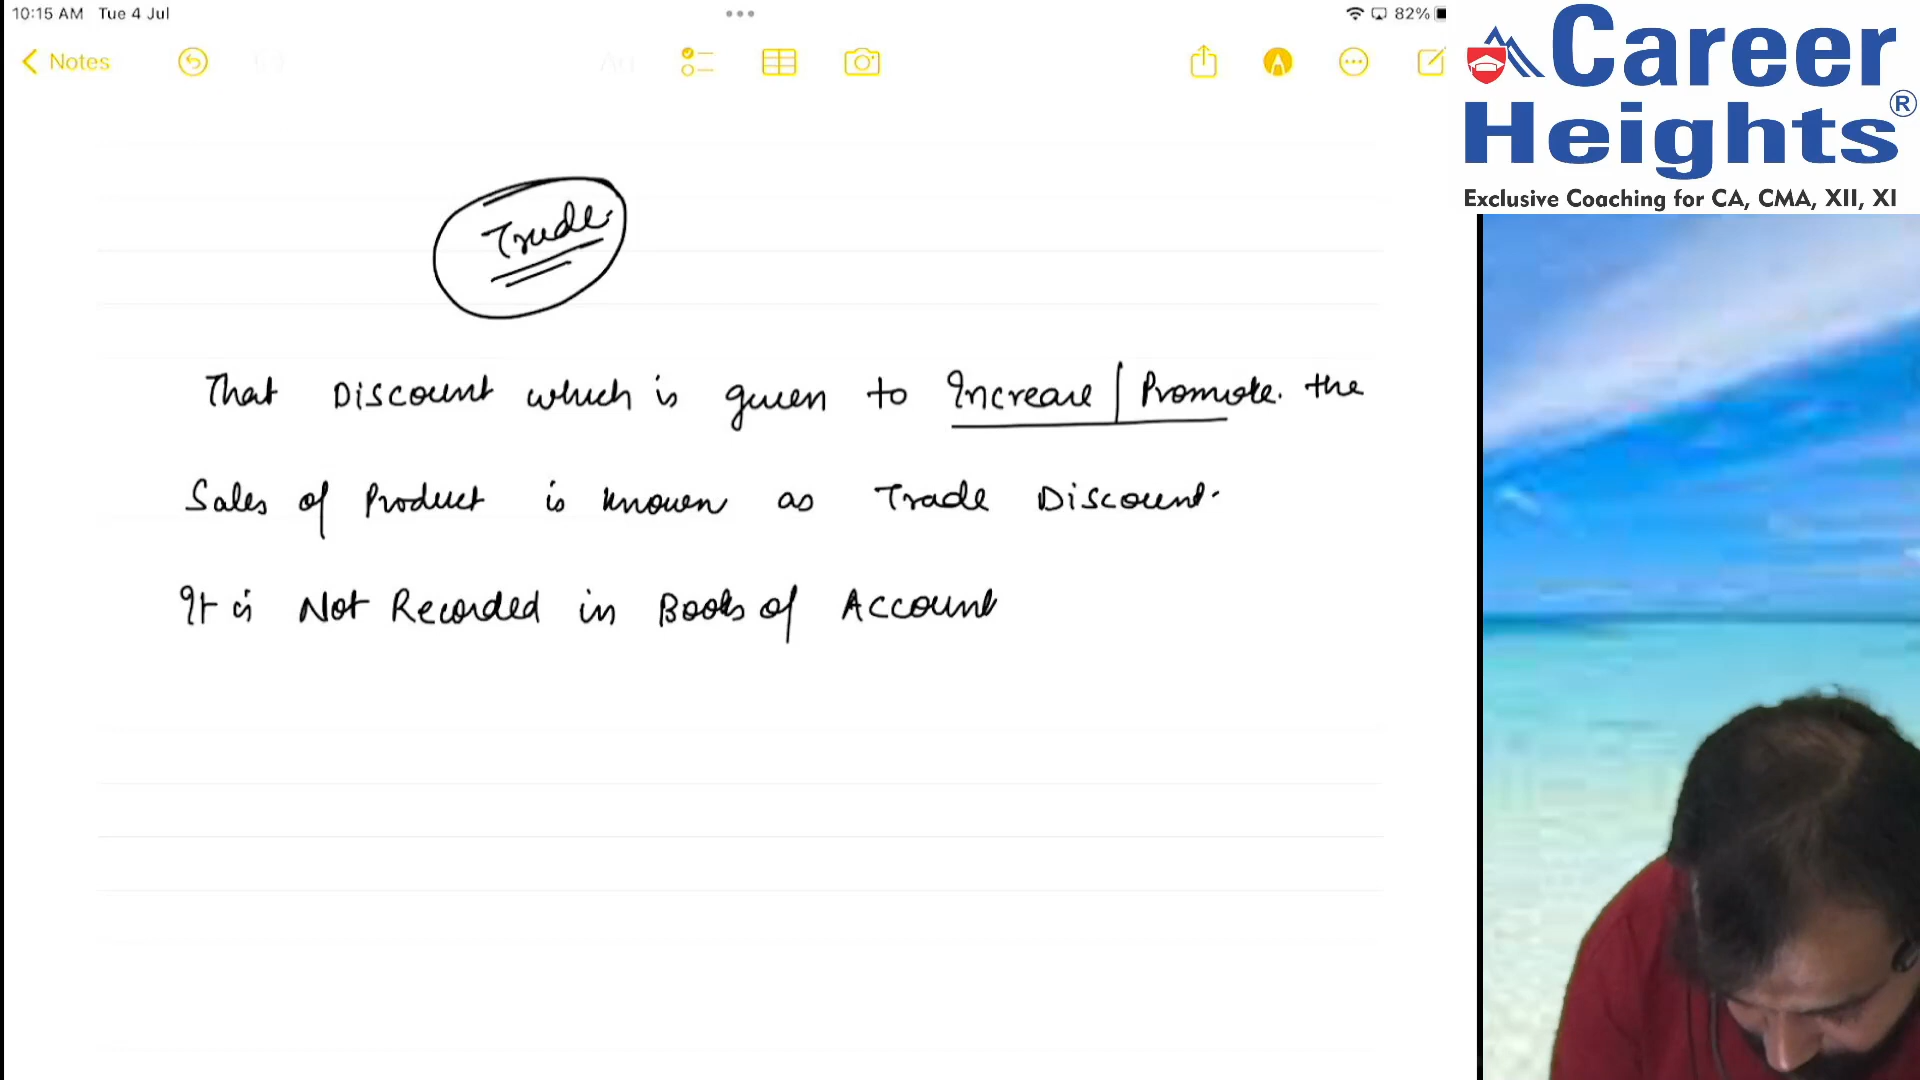 10:15 AM Tue 4 Jul
82%
Notes
Career
Heights®
Exclusive Coaching for CA, CMA, XII, XI
Trade.
That Discount which is given to Increase | Promote. the
Sales of Product is known as Trade Discount.
It is Not Recorded in Books of Account